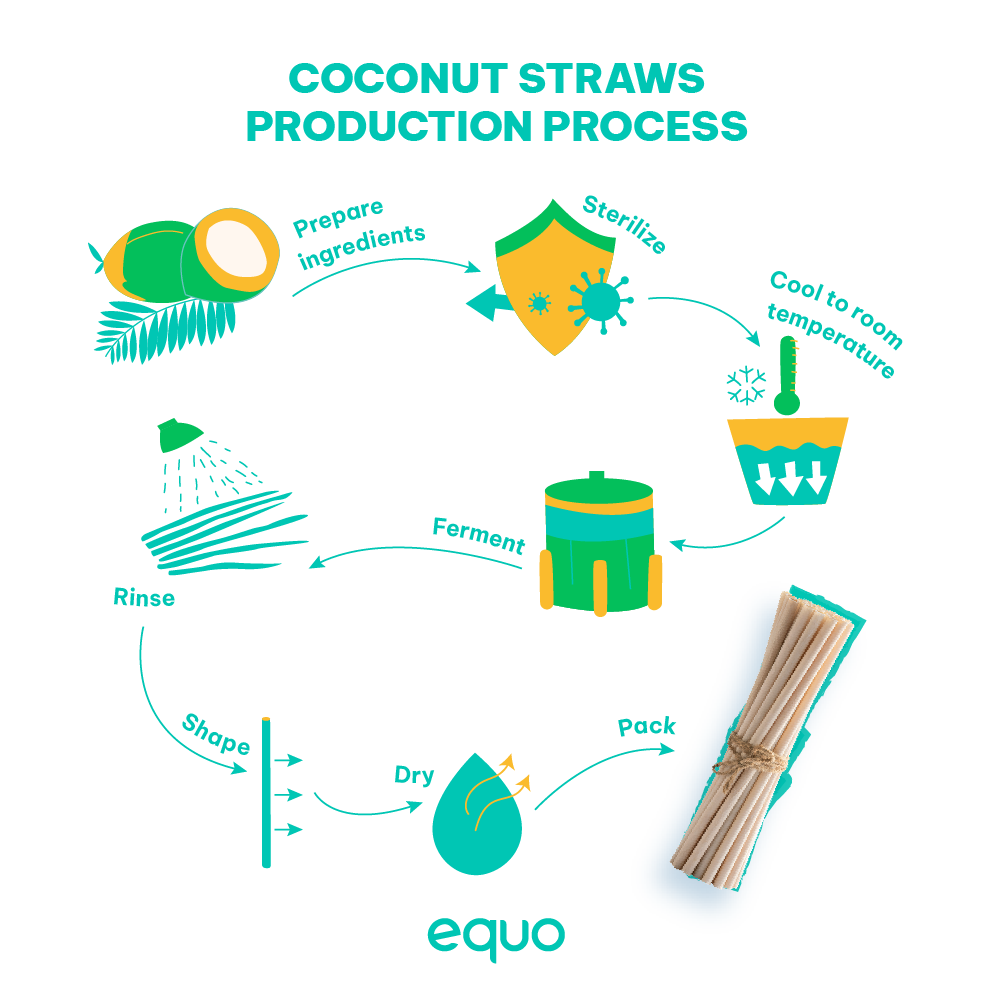 COCONUT STRAWS
PRODUCTION PROCESS
Prepare
ingredients
Sterilize
Cool to room
temperature
Ferment
Rinse
Shape
Dry
Pack
equo